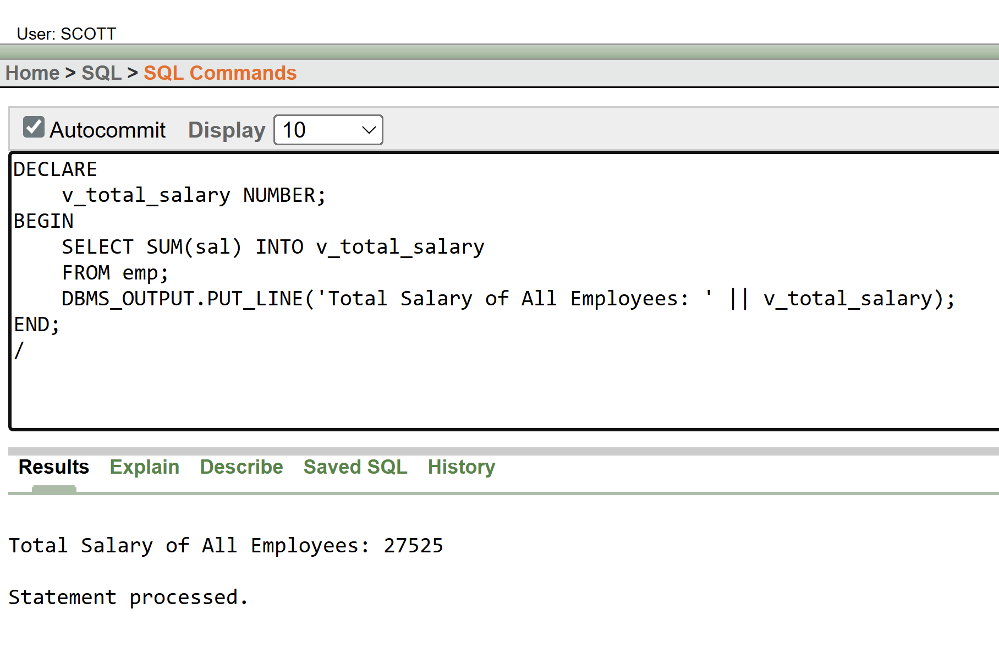 User: SCOTT
Home > SQL > SQL Commands
Autocommit Display 10
DECLARE
    v_total_salary NUMBER;
BEGIN
    SELECT SUM(sal) INTO v_total_salary
    FROM emp;
    DBMS_OUTPUT.PUT_LINE('Total Salary of All Employees: ' || v_total_salary);
END;
/
Results Explain Describe Saved SQL History
Total Salary of All Employees: 27525
Statement processed.